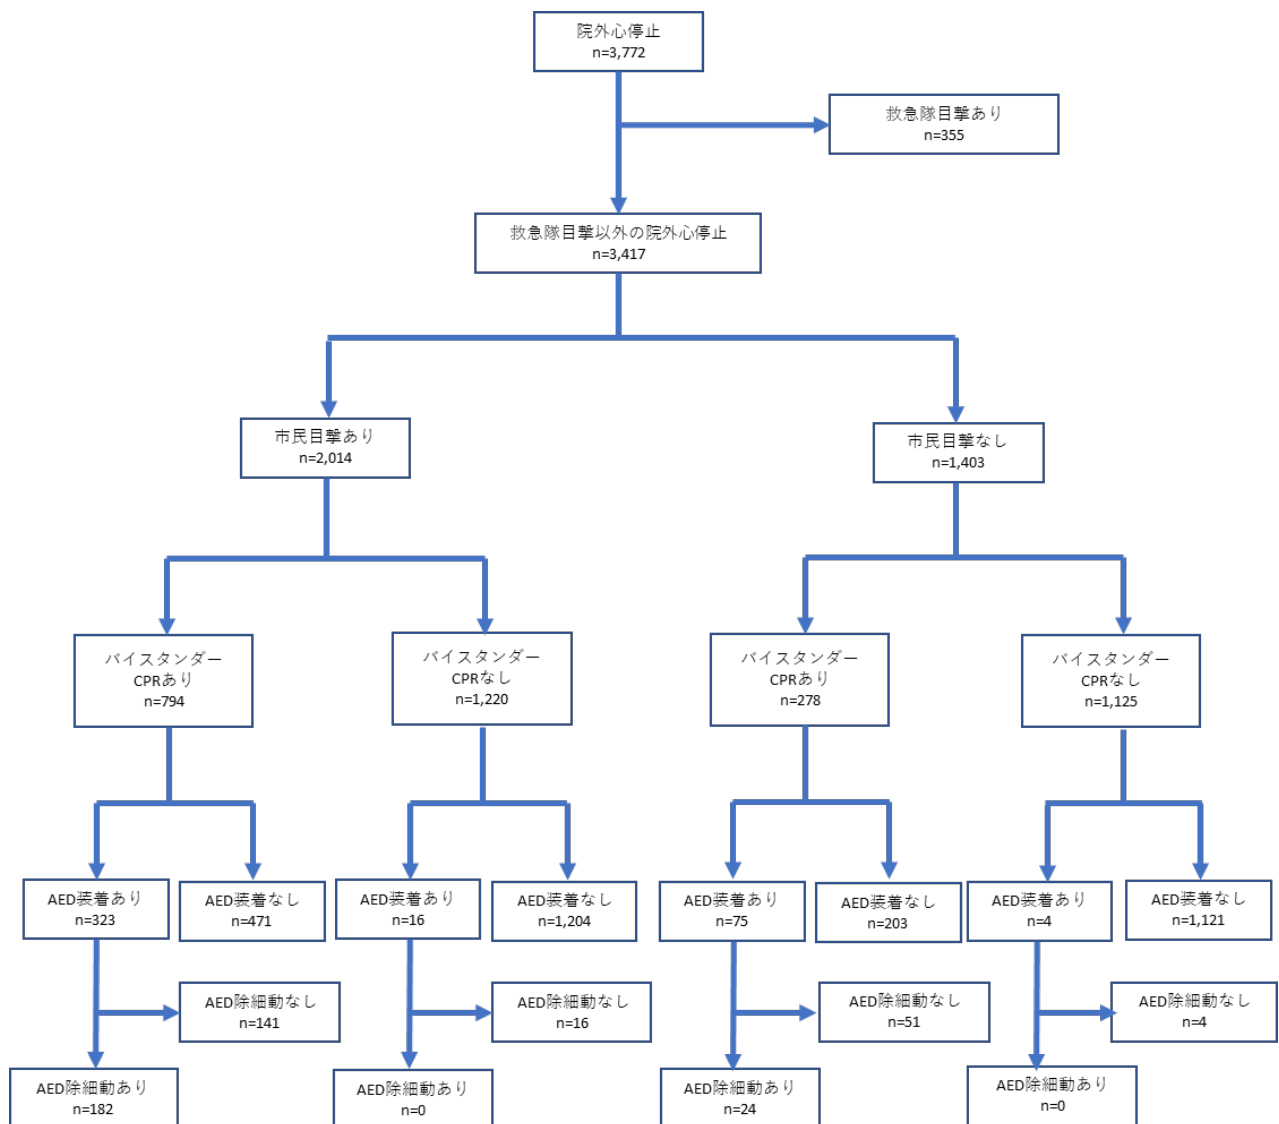 院外心停止
n=3,772
救急隊目撃あり
n=355
救急隊目撃以外の院外心停止
n=3,417
市民目撃あり
n=2,014
市民目撃なし
n=1,403
バイスタンダー
CPRあり
n=794
バイスタンダー
CPRなし
n=1,220
バイスタンダー
CPRあり
n=278
バイスタンダー
CPRなし
n=1,125
AED装着あり
n=323
AED装着なし
n=471
AED装着あり
n=16
AED装着なし
n=1,204
AED装着あり
n=75
AED装着なし
n=203
AED装着あり
n=4
AED装着なし
n=1,121
AED除細動なし
n=141
AED除細動なし
n=16
AED除細動なし
n=51
AED除細動なし
n=4
AED除細動あり
n=182
AED除細動あり
n=0
AED除細動あり
n=24
AED除細動あり
n=0